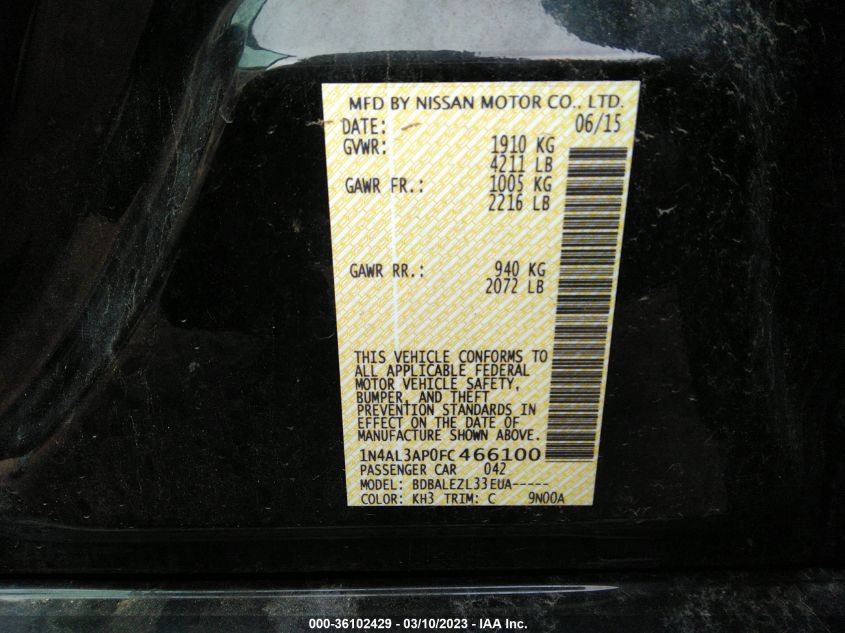 MFD BY NISSAN MOTOR CO., LTD.
DATE: 06/15
GVWR: 1910 KG
4211 LB
GAWR FR.: 1005 KG
2216 LB
GAWR RR.: 940 KG
2072 LB
THIS VEHICLE CONFORMS TO
ALL APPLICABLE FEDERAL
MOTOR VEHICLE SAFETY,
BUMPER, AND THEFT
PREVENTION STANDARDS IN
EFFECT ON THE DATE OF
MANUFACTURE SHOWN ABOVE.
1N4AL3AP0FC466100
PASSENGER CAR 042
MODEL: BDBALEZL33EUA-----
COLOR: KH3 TRIM: C 9N00A
000-36102429 - 03/10/2023 - IAA Inc.